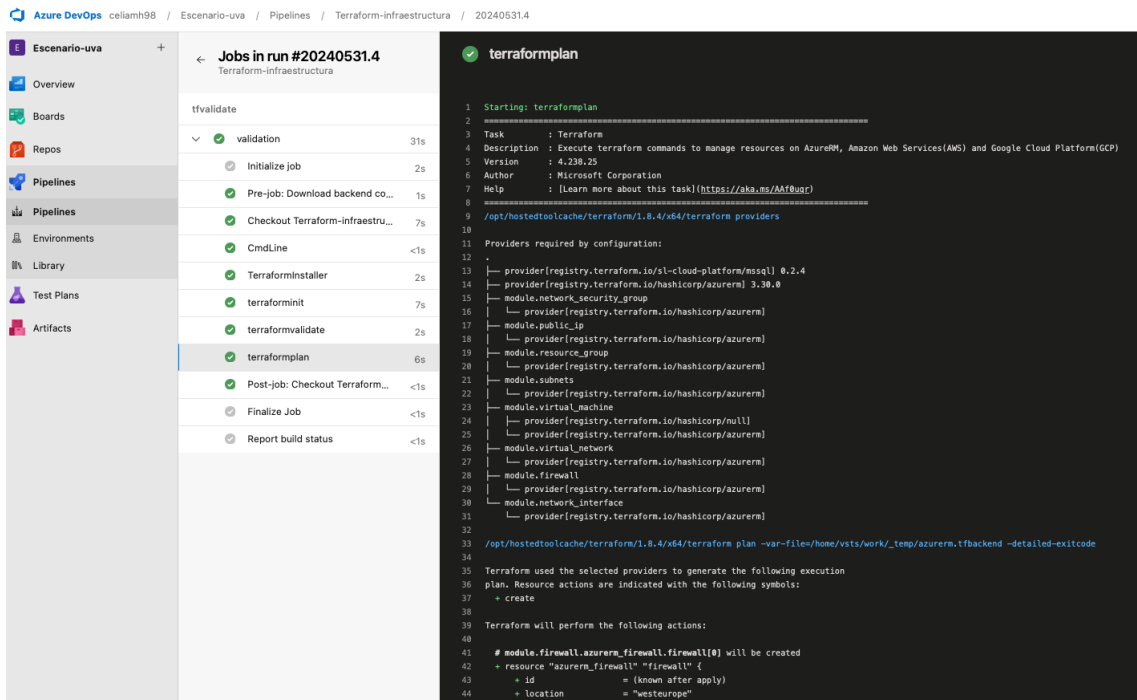 Azure DevOps celiamh98 / Escenario-uva / Pipelines / Terraform-infraestructura / 20240531.4
E Escenario-uva +
Overview
Boards
Repos
Pipelines
Pipelines
Environments
Library
Test Plans
Artifacts
← Jobs in run #20240531.4
Terraform-infraestructura
tfvalidate
validation 31s
Initialize job 2s
Pre-job: Download backend co... 1s
Checkout Terraform-infraestru... 7s
CmdLine <1s
TerraformInstaller 2s
terraforminit 7s
terraformvalidate 2s
terraformplan 6s
Post-job: Checkout Terraform... <1s
Finalize Job <1s
Report build status <1s
terraformplan
1 Starting: terraformplan
2 ==============================================================================
3 Task : Terraform
4 Description : Execute terraform commands to manage resources on AzureRM, Amazon Web Services(AWS) and Google Cloud Platform(GCP)
5 Version : 4.238.25
6 Author : Microsoft Corporation
7 Help : [Learn more about this task](https://aka.ms/AAf0uqr)
8 ==============================================================================
9 /opt/hostedtoolcache/terraform/1.8.4/x64/terraform providers
10
11 Providers required by configuration:
12 .
13 ├── provider[registry.terraform.io/sl-cloud-platform/mssql] 0.2.4
14 ├── provider[registry.terraform.io/hashicorp/azurerm] 3.30.0
15 ├── module.network_security_group
16 │ └── provider[registry.terraform.io/hashicorp/azurerm]
17 ├── module.public_ip
18 │ └── provider[registry.terraform.io/hashicorp/azurerm]
19 ├── module.resource_group
20 │ └── provider[registry.terraform.io/hashicorp/azurerm]
21 ├── module.subnets
22 │ └── provider[registry.terraform.io/hashicorp/azurerm]
23 ├── module.virtual_machine
24 │ ├── provider[registry.terraform.io/hashicorp/null]
25 │ └── provider[registry.terraform.io/hashicorp/azurerm]
26 ├── module.virtual_network
27 │ └── provider[registry.terraform.io/hashicorp/azurerm]
28 ├── module.firewall
29 │ └── provider[registry.terraform.io/hashicorp/azurerm]
30 └── module.network_interface
31 └── provider[registry.terraform.io/hashicorp/azurerm]
32
33 /opt/hostedtoolcache/terraform/1.8.4/x64/terraform plan -var-file=/home/vsts/work/_temp/azurerm.tfbackend -detailed-exitcode
34
35 Terraform used the selected providers to generate the following execution
36 plan. Resource actions are indicated with the following symbols:
37 + create
38
39 Terraform will perform the following actions:
40
41 # module.firewall.azurerm_firewall.firewall[0] will be created
42 + resource "azurerm_firewall" "firewall" {
43 + id = (known after apply)
44 + location = "westeurope"